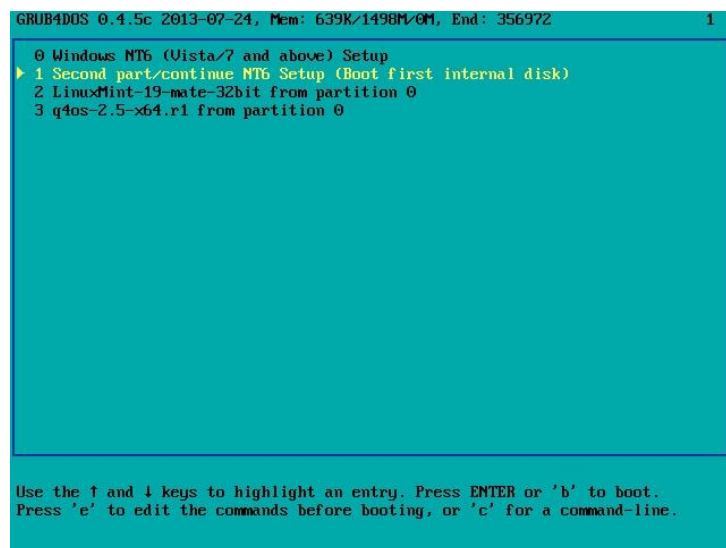 GRUB4DOS 0.4.5c 2013-07-24, Mem: 639K/1498M/0M, End: 356972 1
0 Windows NT6 (Vista/7 and above) Setup
1 Second part/continue NT6 Setup (Boot first internal disk)
2 LinuxMint-19-mate-32bit from partition 0
3 q4os-2.5-x64.r1 from partition 0
Use the ↑ and ↓ keys to highlight an entry. Press ENTER or 'b' to boot.
Press 'e' to edit the commands before booting, or 'c' for a command-line.